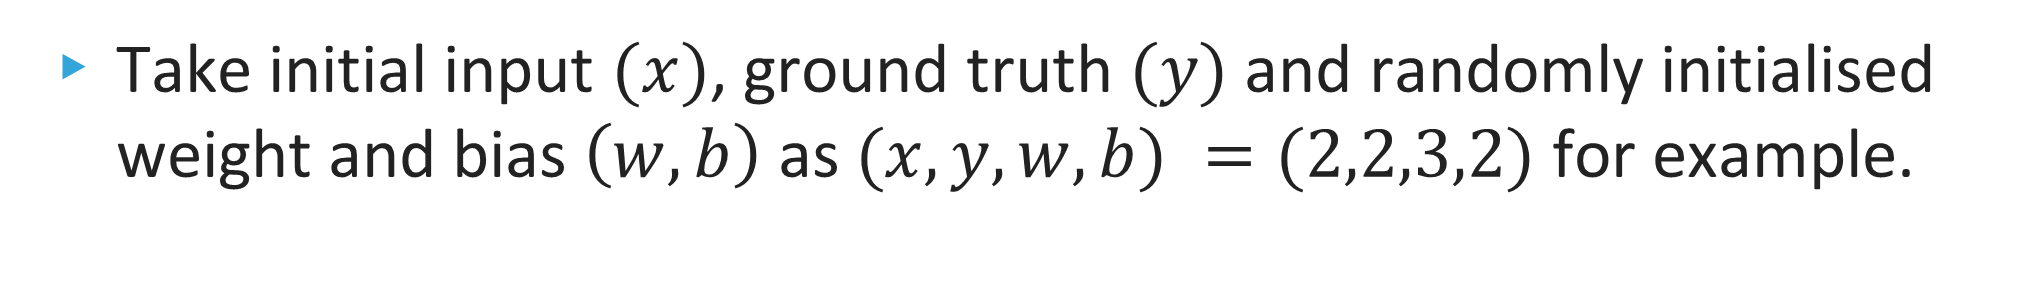 Take initial input (x), ground truth (y) and randomly initialised
weight and bias (w, b) as (x, y, w, b) = (2,2,3,2) for example.